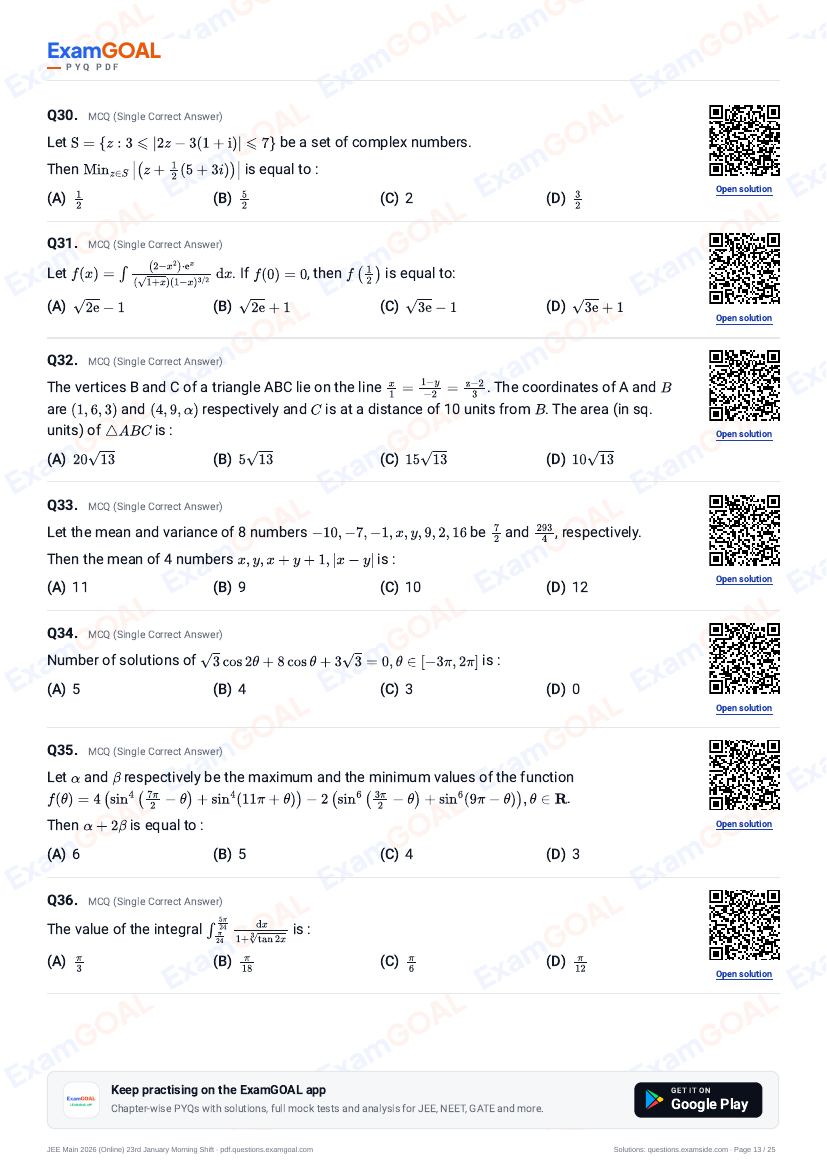 ExamGOAL
PYQ PDF
Q30. MCQ (Single Correct Answer)
Let S = {z : 3 ⩽ |2z − 3(1 + i)| ⩽ 7} be a set of complex numbers.
Then Min_{z∈S} |(z + 1/2 (5 + 3i))| is equal to :
(A) 1/2 (B) 5/2 (C) 2 (D) 3/2
Open solution
Q31. MCQ (Single Correct Answer)
Let f(x) = ∫ (2−x²)·eˣ / (√(1+x))(1−x)^{3/2} dx. If f(0) = 0, then f (1/2) is equal to:
(A) √2e − 1 (B) √2e + 1 (C) √3e − 1 (D) √3e + 1
Open solution
Q32. MCQ (Single Correct Answer)
The vertices B and C of a triangle ABC lie on the line x/1 = (1−y)/−2 = (z−2)/3. The coordinates of A and B
are (1, 6, 3) and (4, 9, α) respectively and C is at a distance of 10 units from B. The area (in sq.
units) of △ABC is :
(A) 20√13 (B) 5√13 (C) 15√13 (D) 10√13
Open solution
Q33. MCQ (Single Correct Answer)
Let the mean and variance of 8 numbers −10, −7, −1, x, y, 9, 2, 16 be 7/2 and 293/4, respectively.
Then the mean of 4 numbers x, y, x + y + 1, |x − y| is :
(A) 11 (B) 9 (C) 10 (D) 12
Open solution
Q34. MCQ (Single Correct Answer)
Number of solutions of √3 cos 2θ + 8 cos θ + 3√3 = 0, θ ∈ [−3π, 2π] is :
(A) 5 (B) 4 (C) 3 (D) 0
Open solution
Q35. MCQ (Single Correct Answer)
Let α and β respectively be the maximum and the minimum values of the function
f(θ) = 4 (sin⁴ (7π/2 − θ) + sin⁴(11π + θ)) − 2 (sin⁶ (3π/2 − θ) + sin⁶(9π − θ)), θ ∈ R.
Then α + 2β is equal to :
(A) 6 (B) 5 (C) 4 (D) 3
Open solution
Q36. MCQ (Single Correct Answer)
The value of the integral ∫_{π/24}^{5π/24} dx / (1+∛(tan 2x)) is :
(A) π/3 (B) π/18 (C) π/6 (D) π/12
Open solution
Keep practising on the ExamGOAL app
Chapter-wise PYQs with solutions, full mock tests and analysis for JEE, NEET, GATE and more.
GET IT ON
Google Play
JEE Main 2026 (Online) 23rd January Morning Shift · pdf.questions.examgoal.com
Solutions: questions.examside.com · Page 13 / 25